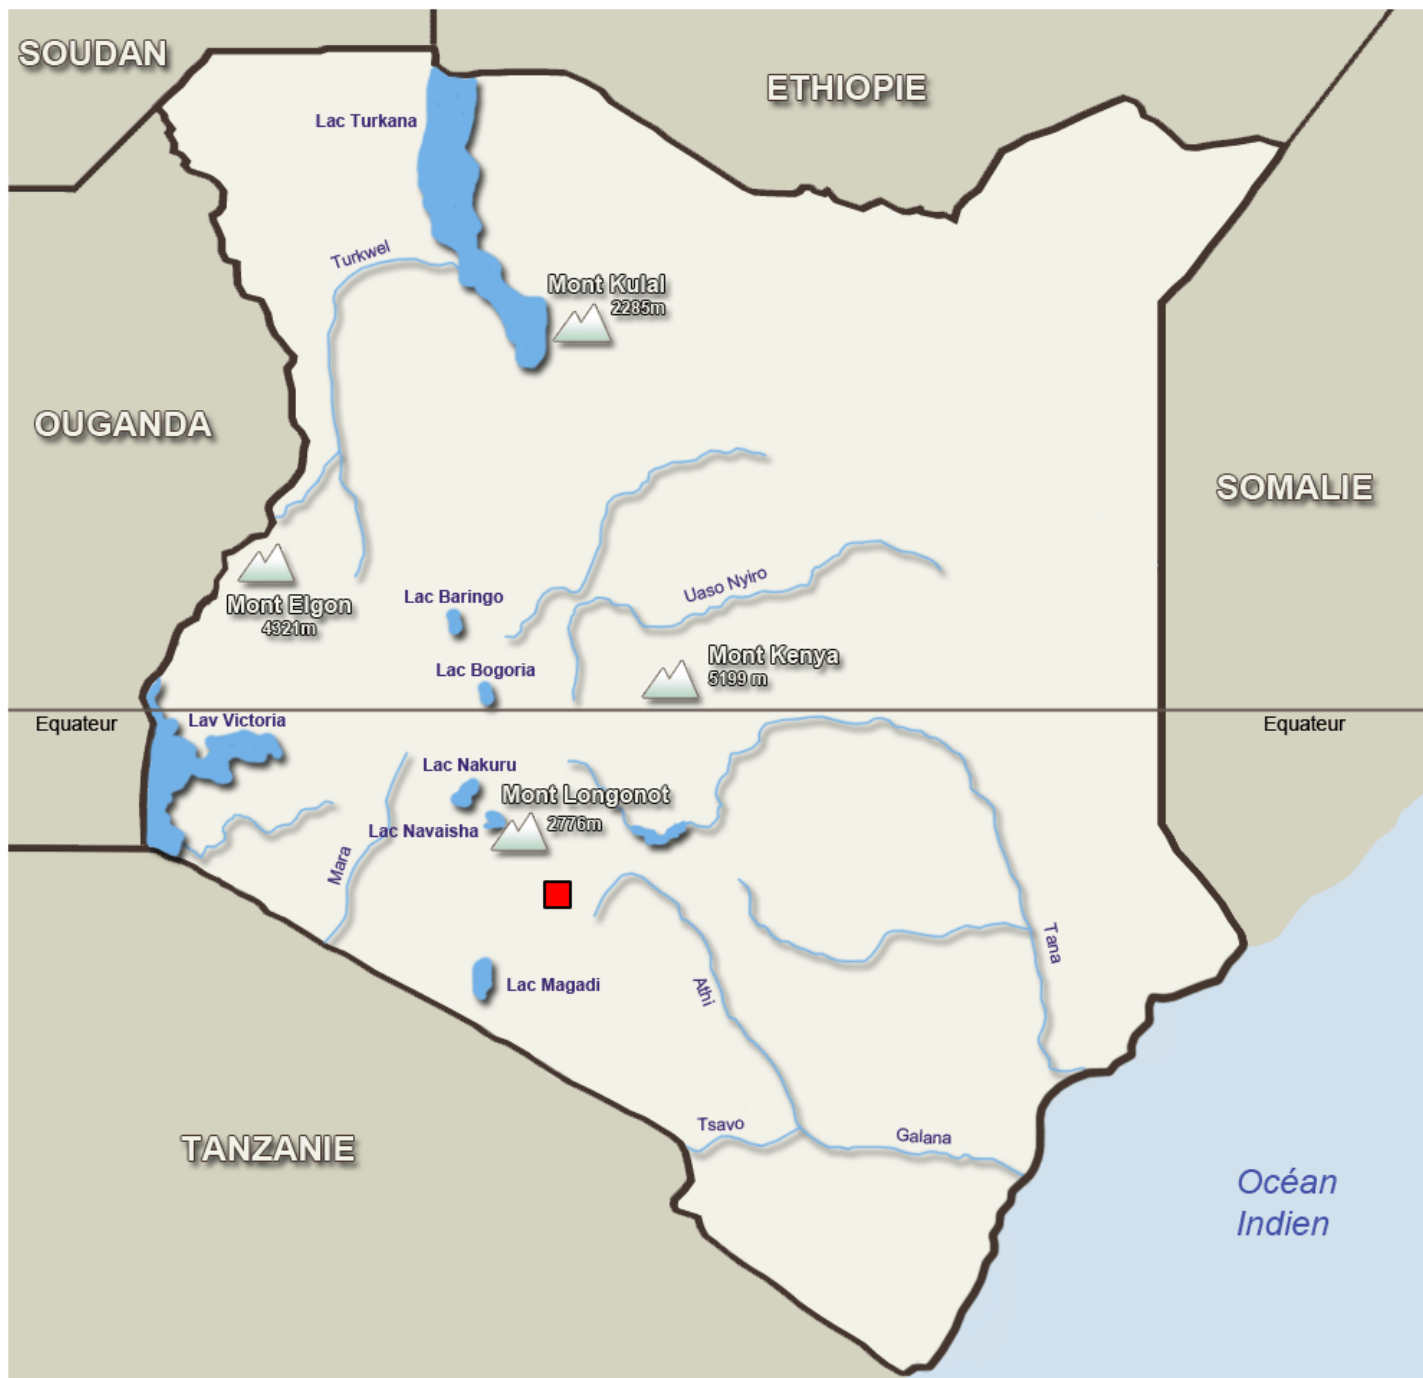 SOUDAN
ETHIOPIE
Lac Turkana
Turkwel
Mont Kulal
2285m
OUGANDA
SOMALIE
Mont Elgon
4321m
Lac Baringo
Uaso Nyiro
Lac Bogoria
Mont Kenya
5199 m
Equateur
Lav Victoria
Equateur
Lac Nakuru
Mont Longonot
2776m
Lac Navaisha
Mara
Tana
Lac Magadi
Athi
Tsavo
Galana
TANZANIE
Océan
Indien